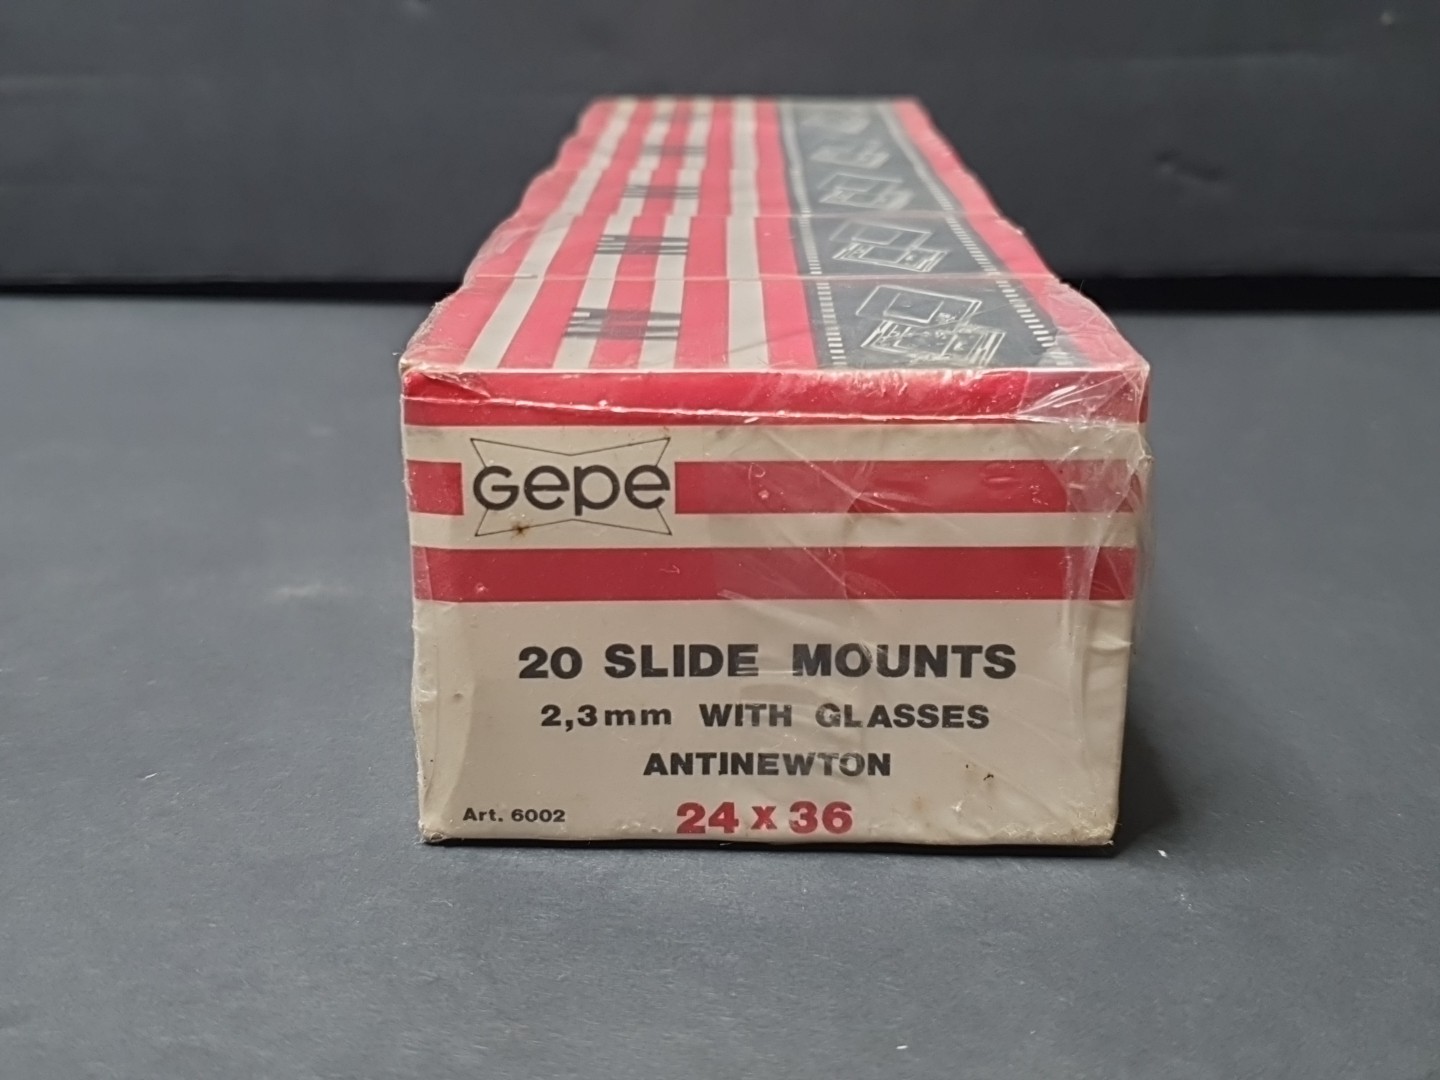 Gepe
20 SLIDE MOUNTS
2,3mm WITH GLASSES
ANTINEWTON
Art. 6002
24 x 36